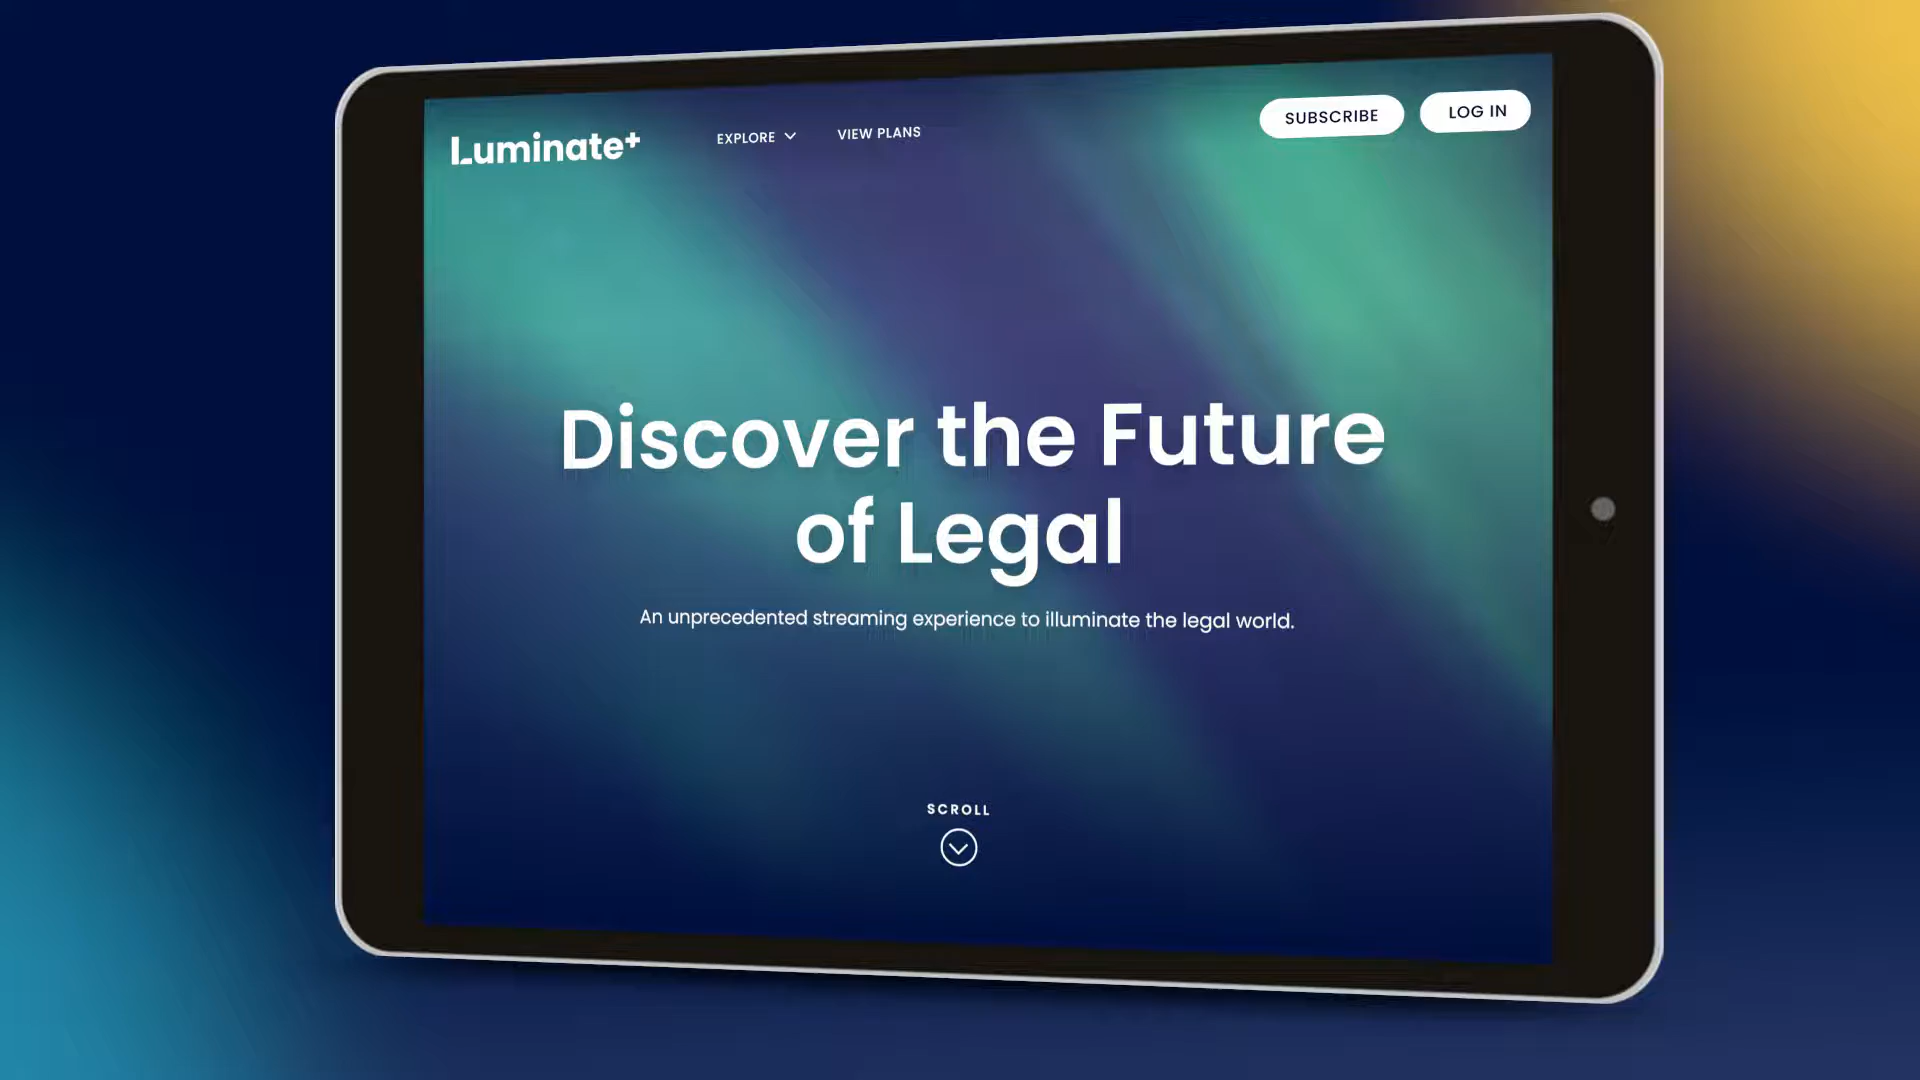 Luminate+
EXPLORE
VIEW PLANS
SUBSCRIBE
LOG IN
Discover the Future
of Legal
An unprecedented streaming experience to illuminate the legal world.
SCROLL